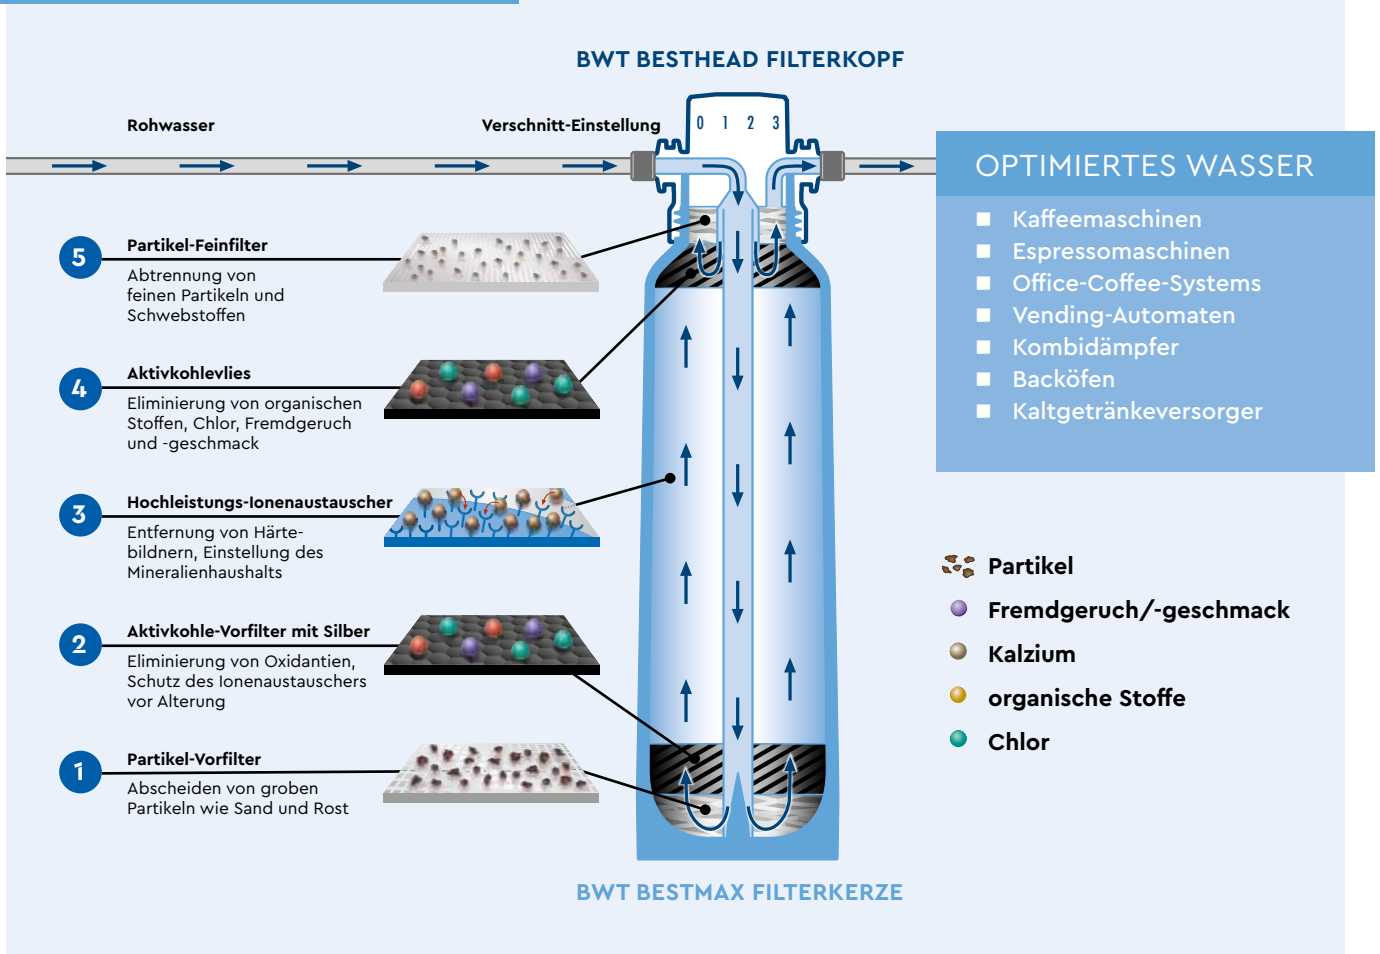 BWT BESTHEAD FILTERKOPF
Rohwasser
Verschnitt-Einstellung
0 1 2 3
OPTIMIERTES WASSER
Kaffeemaschinen
Espressomaschinen
Office-Coffee-Systems
Vending-Automaten
Kombidämpfer
Backöfen
Kaltgetränkeversorger
5
Partikel-Feinfilter
Abtrennung von
feinen Partikeln und
Schwebstoffen
4
Aktivkohlevlies
Eliminierung von organischen
Stoffen, Chlor, Fremdgeruch
und -geschmack
3
Hochleistungs-Ionenaustauscher
Entfernung von Härte-
bildnern, Einstellung des
Mineralienhaushalts
2
Aktivkohle-Vorfilter mit Silber
Eliminierung von Oxidantien,
Schutz des Ionenaustauschers
vor Alterung
1
Partikel-Vorfilter
Abscheiden von groben
Partikeln wie Sand und Rost
Partikel
Fremdgeruch/-geschmack
Kalzium
organische Stoffe
Chlor
BWT BESTMAX FILTERKERZE